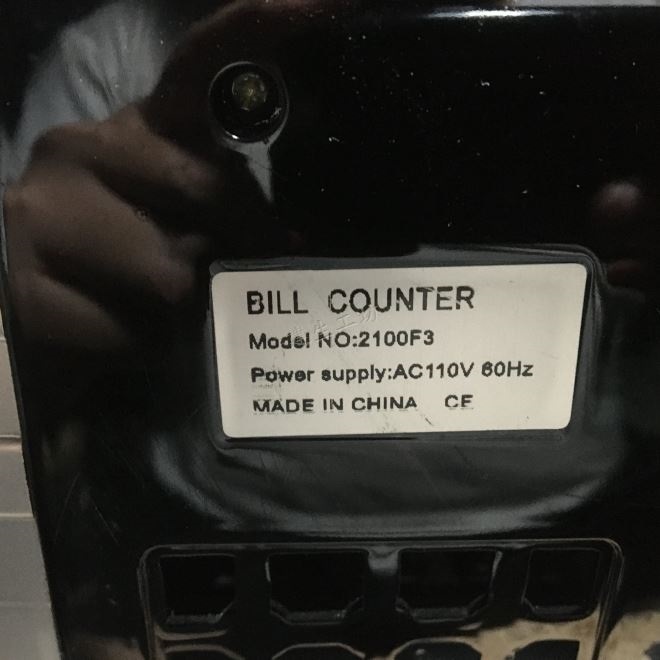 BILL COUNTER
Model NO:2100F3
Power supply:AC110V 60Hz
MADE IN CHINA CE